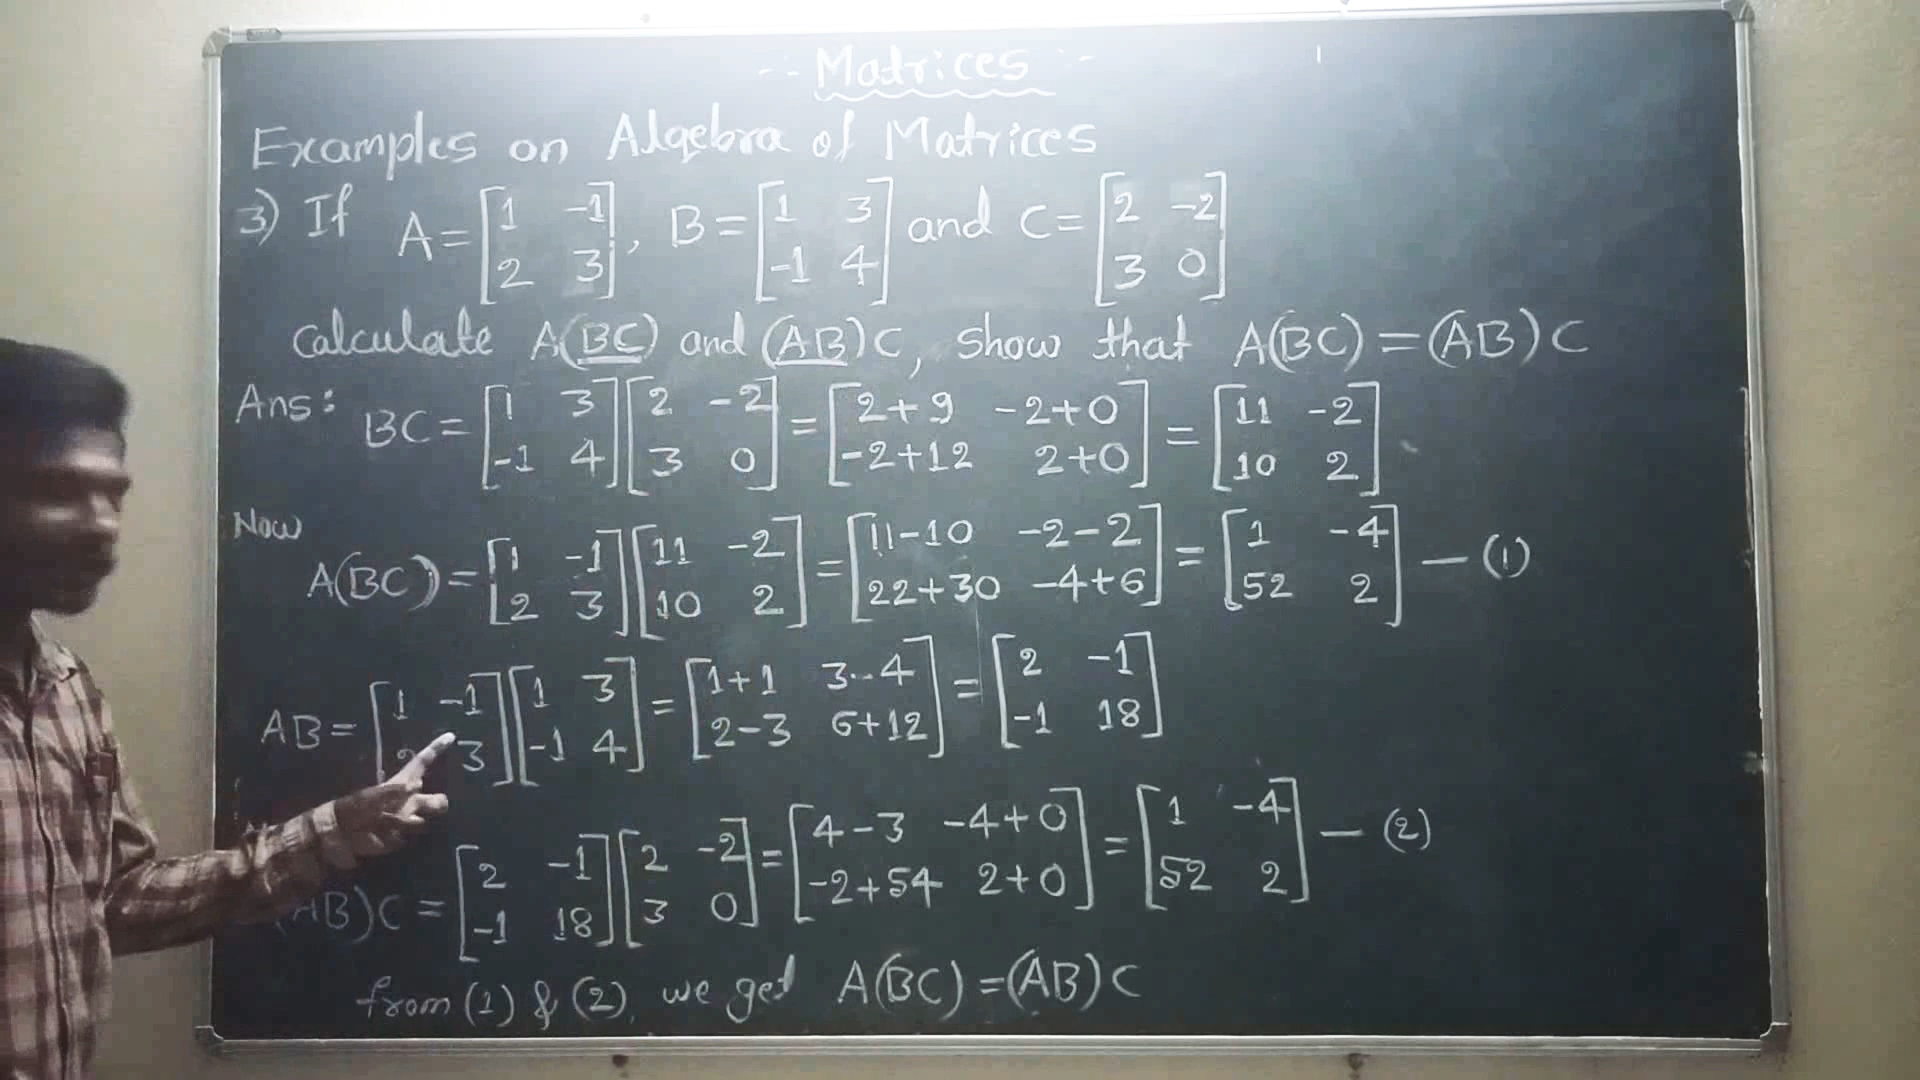 -- Matrices --
Examples on Algebra of Matrices
3) If A = [1 -1; 2 3], B = [1 3; -1 4] and C = [2 -2; 3 0]
Calculate A(BC) and (AB)C, show that A(BC) = (AB)C
Ans: BC = [1 3; -1 4] [2 -2; 3 0] = [2+9 -2+0; -2+12 2+0] = [11 -2; 10 2]
Now
A(BC) = [1 -1; 2 3] [11 -2; 10 2] = [11-10 -2-2; 22+30 -4+6] = [1 -4; 52 2] — (1)
AB = [1 -1; 2 3] [1 3; -1 4] = [1+1 3-4; 2-3 6+12] = [2 -1; -1 18]
(AB)C = [2 -1; -1 18] [2 -2; 3 0] = [4-3 -4+0; -2+54 2+0] = [1 -4; 52 2] — (2)
from (1) & (2), we get A(BC) = (AB)C